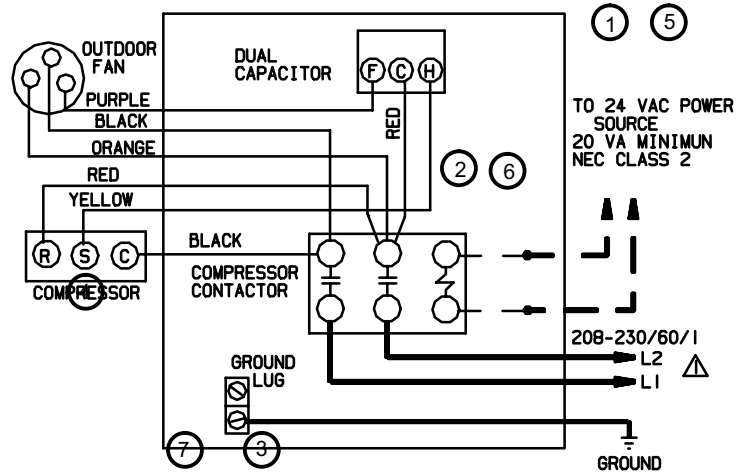 1 5
OUTDOOR
FAN
DUAL
CAPACITOR
F C H
PURPLE
BLACK
RED
ORANGE
RED
YELLOW
2 6
TO 24 VAC POWER
SOURCE
20 VA MINIMUN
NEC CLASS 2
R S C
BLACK
COMPRESSOR
4
COMPRESSOR
CONTACTOR
208-230/60/1
L2
L1
1
GROUND
LUG
7 3
GROUND